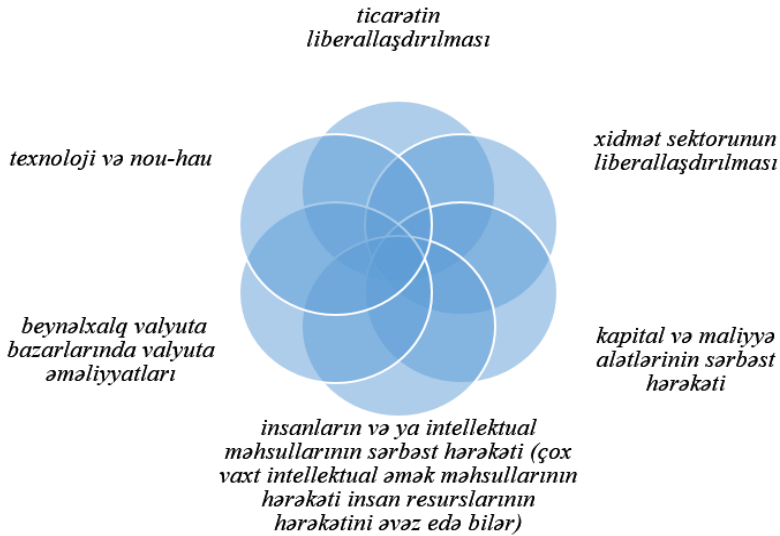 ticarətin
liberallaşdırılması
xidmət sektorunun
liberallaşdırılması
kapital və maliyyə
alətlərinin sərbəst
hərəkəti
insanların və ya intellektual
məhsullarının sərbəst hərəkəti (çox
vaxt intellektual əmək məhsullarının
hərəkəti insan resurslarının
hərəkətini əvəz edə bilər)
beynəlxalq valyuta
bazarlarında valyuta
əməliyyatları
texnoloji və nou-hau